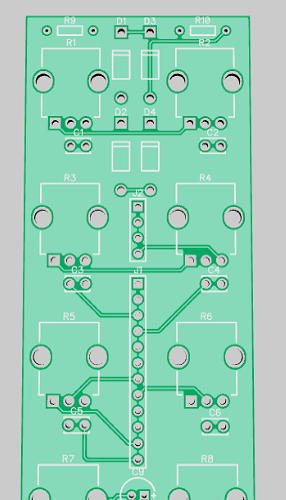 R9 D1 D3 R10
R1 R2
D2 D4
C1 C2
R3 R4
J2
C3 J1 C4
R5 R6
C5 C6
R7 C9 R8
+